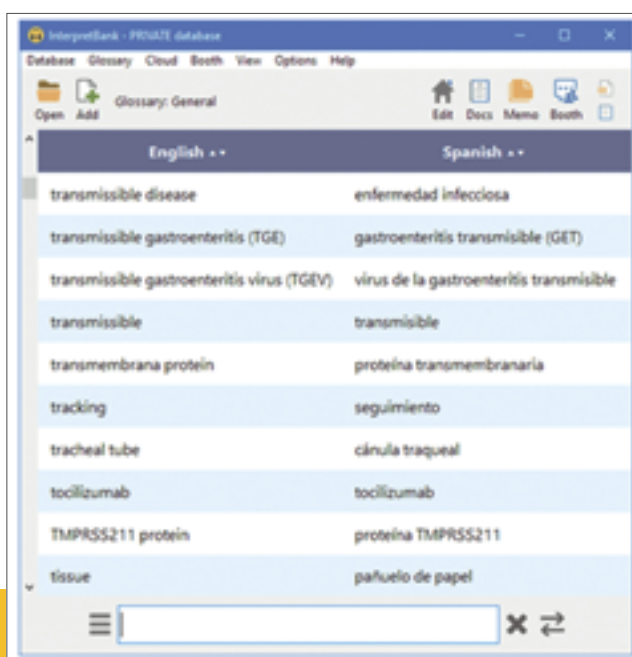 InterpretBank - PRIVATE database
Database Glossary Cloud Booth View Options Help
Open Add Glossary: General Edit Docs Memo Booth
English Spanish
transmissible disease enfermedad infecciosa
transmissible gastroenteritis (TGE) gastroenteritis transmisible (GET)
transmissible gastroenteritis virus (TGEV) virus de la gastroenteritis transmisible
transmissible transmisible
transmembrana protein proteína transmembranaria
tracking seguimiento
tracheal tube cánula traqueal
tocilizumab tocilizumab
TMPRSS211 protein proteína TMPRSS211
tissue pañuelo de papel